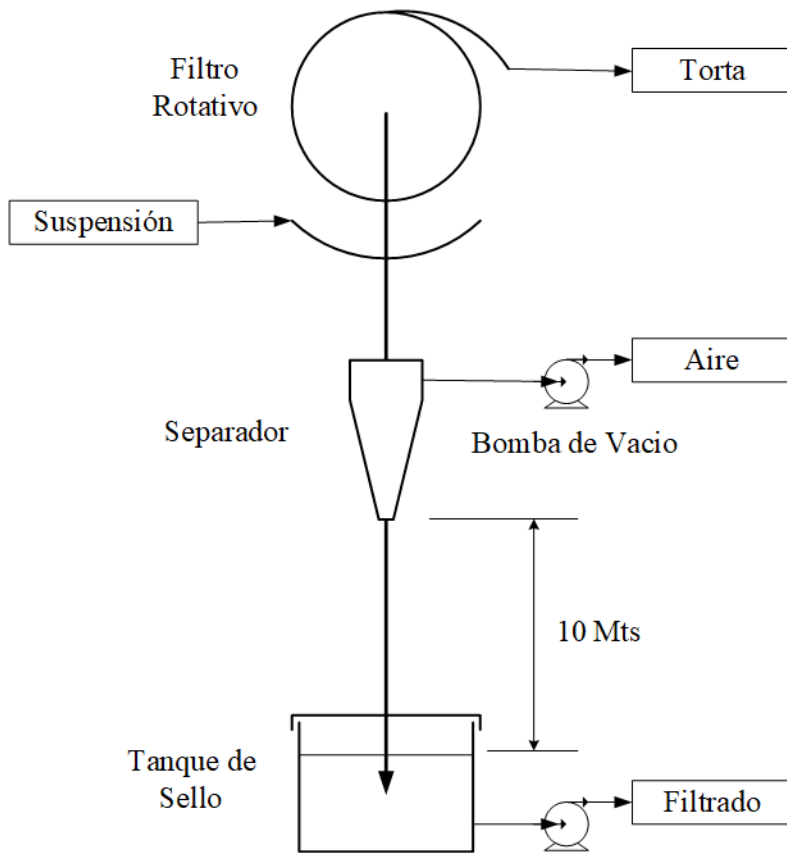 Filtro
Rotativo
Torta
Suspensión
Aire
Separador
Bomba de Vacio
10 Mts
Tanque de
Sello
Filtrado